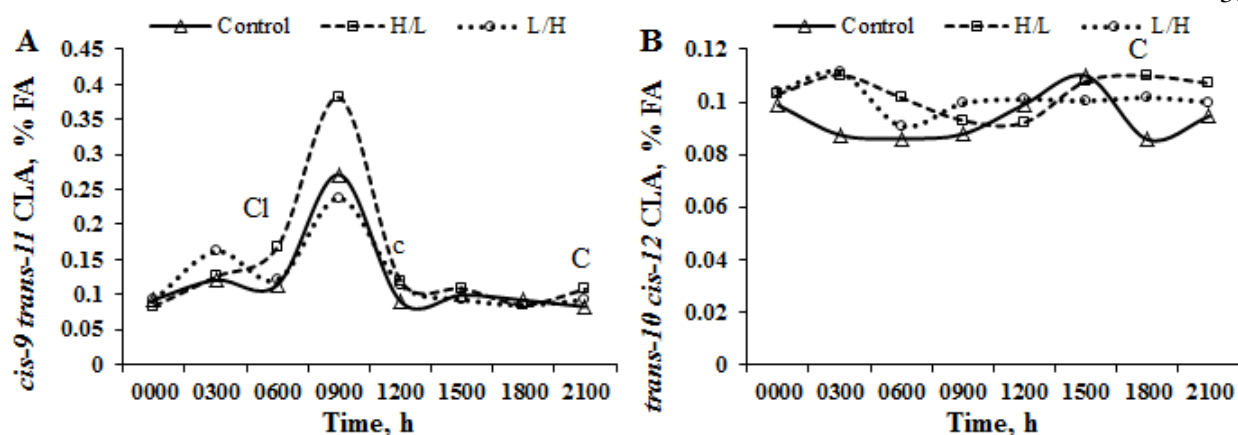 A
Control H/L L/H
cis-9 trans-11 CLA, % FA
0.45
0.4
0.35
0.3
0.25
0.2
0.15
0.1
0.05
0
Cl
c
C
0000 0300 0600 0900 1200 1500 1800 2100
Time, h
B
Control H/L L/H
trans-10 cis-12 CLA, % FA
0.12
0.1
0.08
0.06
0.04
0.02
0
C
0000 0300 0600 0900 1200 1500 1800 2100
Time, h